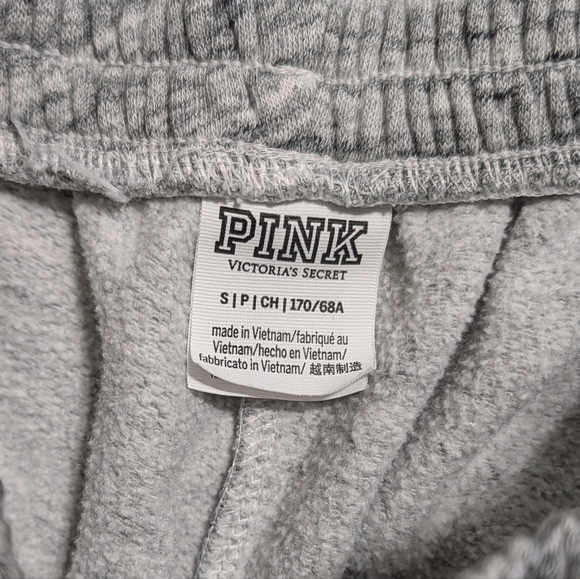 PINK
VICTORIA'S SECRET
S|P|CH|170/68A
made in Vietnam/fabriqué au
Vietnam/hecho en Vietnam/
fabbricato in Vietnam/ 越南制造